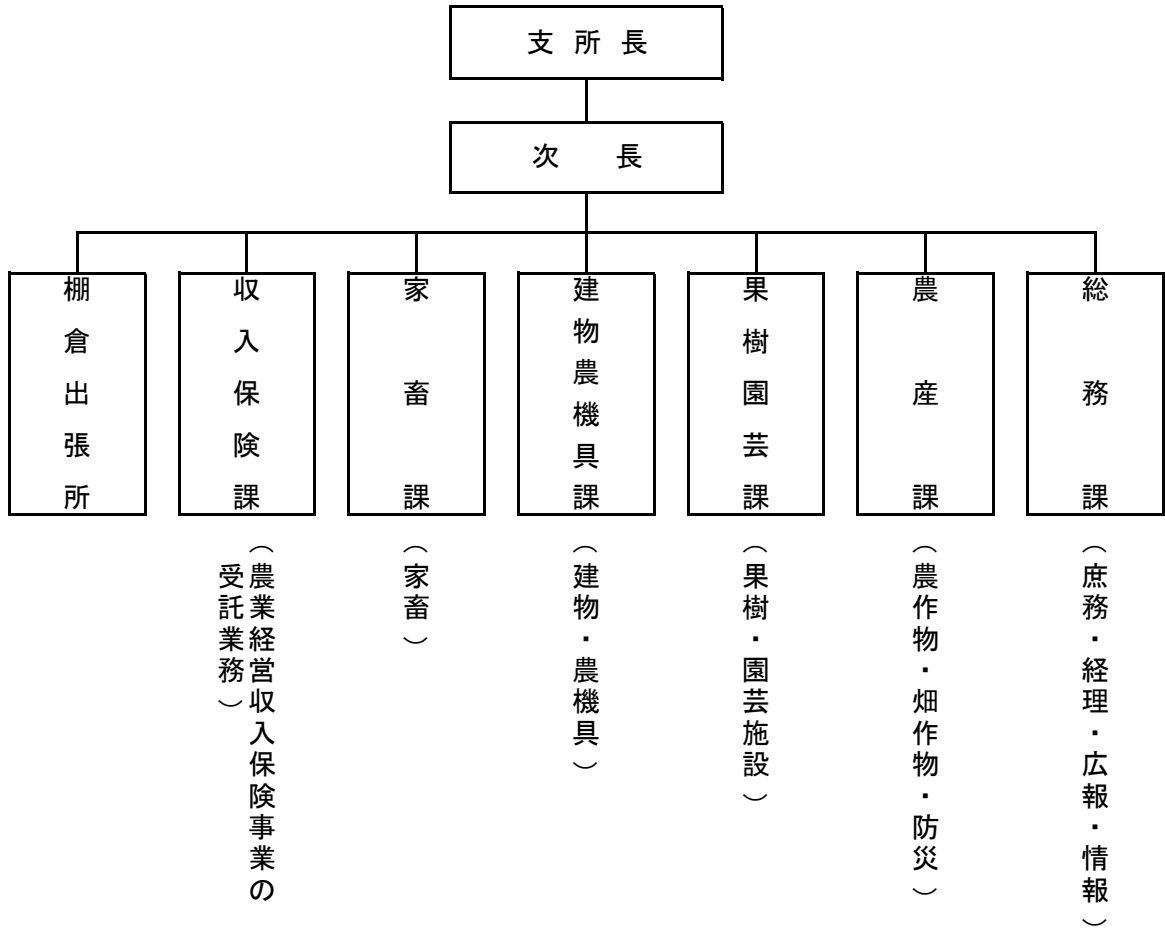 支所長
次長
総務課
（庶務・経理・広報・情報）
農産課
（農作物・畑作物・防災）
果樹園芸課
（果樹・園芸施設）
建物農機具課
（建物・農機具）
家畜課
（家畜）
収入保険課
（農業経営収入保険事業の
受託業務）
棚倉出張所